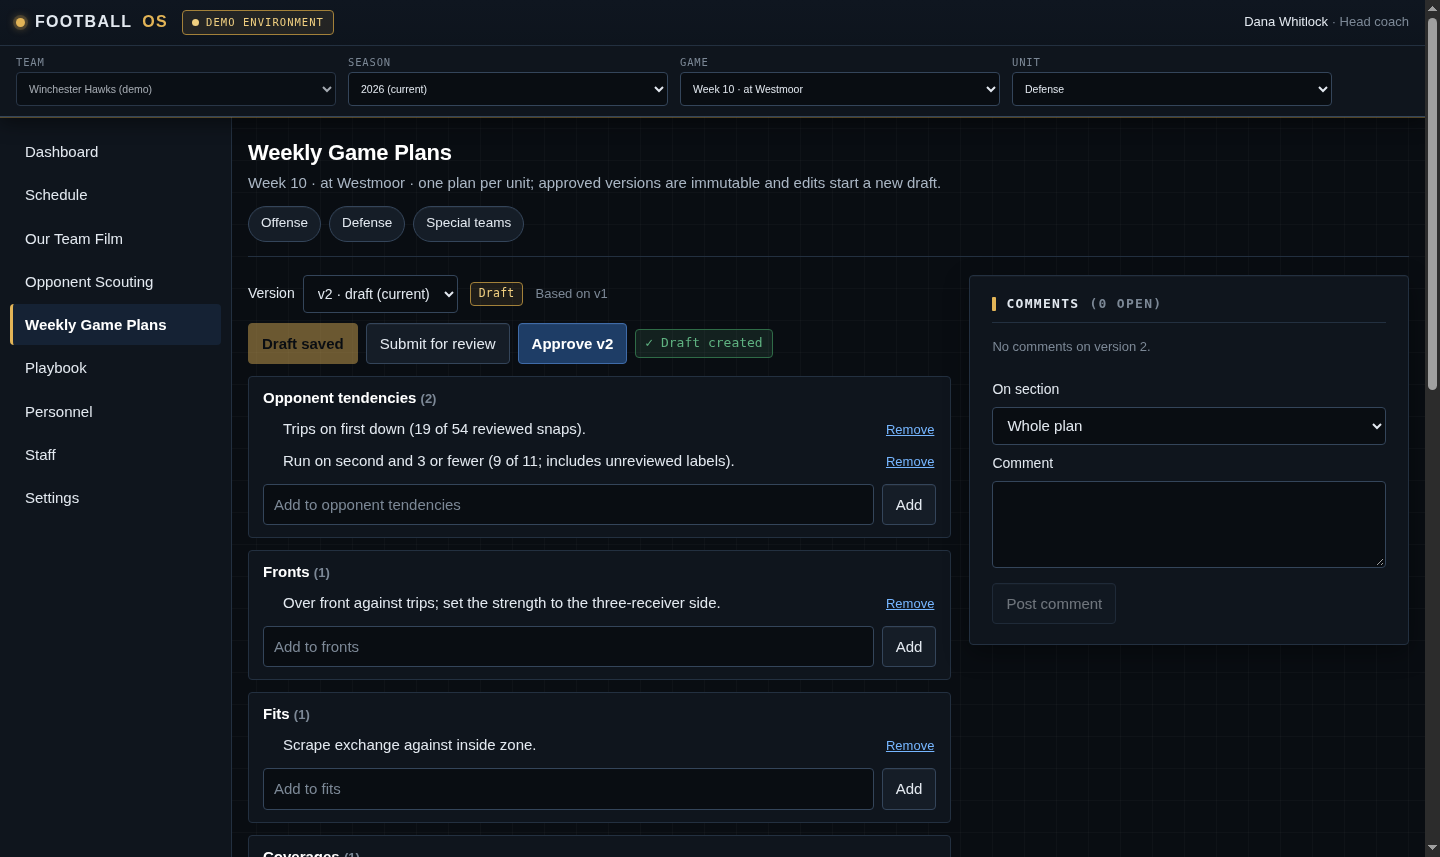 FOOTBALL OS
DEMO ENVIRONMENT
Dana Whitlock · Head coach
TEAM
SEASON
GAME
UNIT
Winchester Hawks (demo)
2026 (current)
Week 10 · at Westmoor
Defense
Dashboard
Schedule
Our Team Film
Opponent Scouting
Weekly Game Plans
Playbook
Personnel
Staff
Settings
Weekly Game Plans
Week 10 · at Westmoor · one plan per unit; approved versions are immutable and edits start a new draft.
Offense
Defense
Special teams
Version
v2 · draft (current)
Draft
Based on v1
Draft saved
Submit for review
Approve v2
✓ Draft created
Opponent tendencies (2)
Trips on first down (19 of 54 reviewed snaps).
Remove
Run on second and 3 or fewer (9 of 11; includes unreviewed labels).
Remove
Add to opponent tendencies
Add
Fronts (1)
Over front against trips; set the strength to the three-receiver side.
Remove
Add to fronts
Add
Fits (1)
Scrape exchange against inside zone.
Remove
Add to fits
Add
Coverages (1)
COMMENTS (0 OPEN)
No comments on version 2.
On section
Whole plan
Comment
Post comment